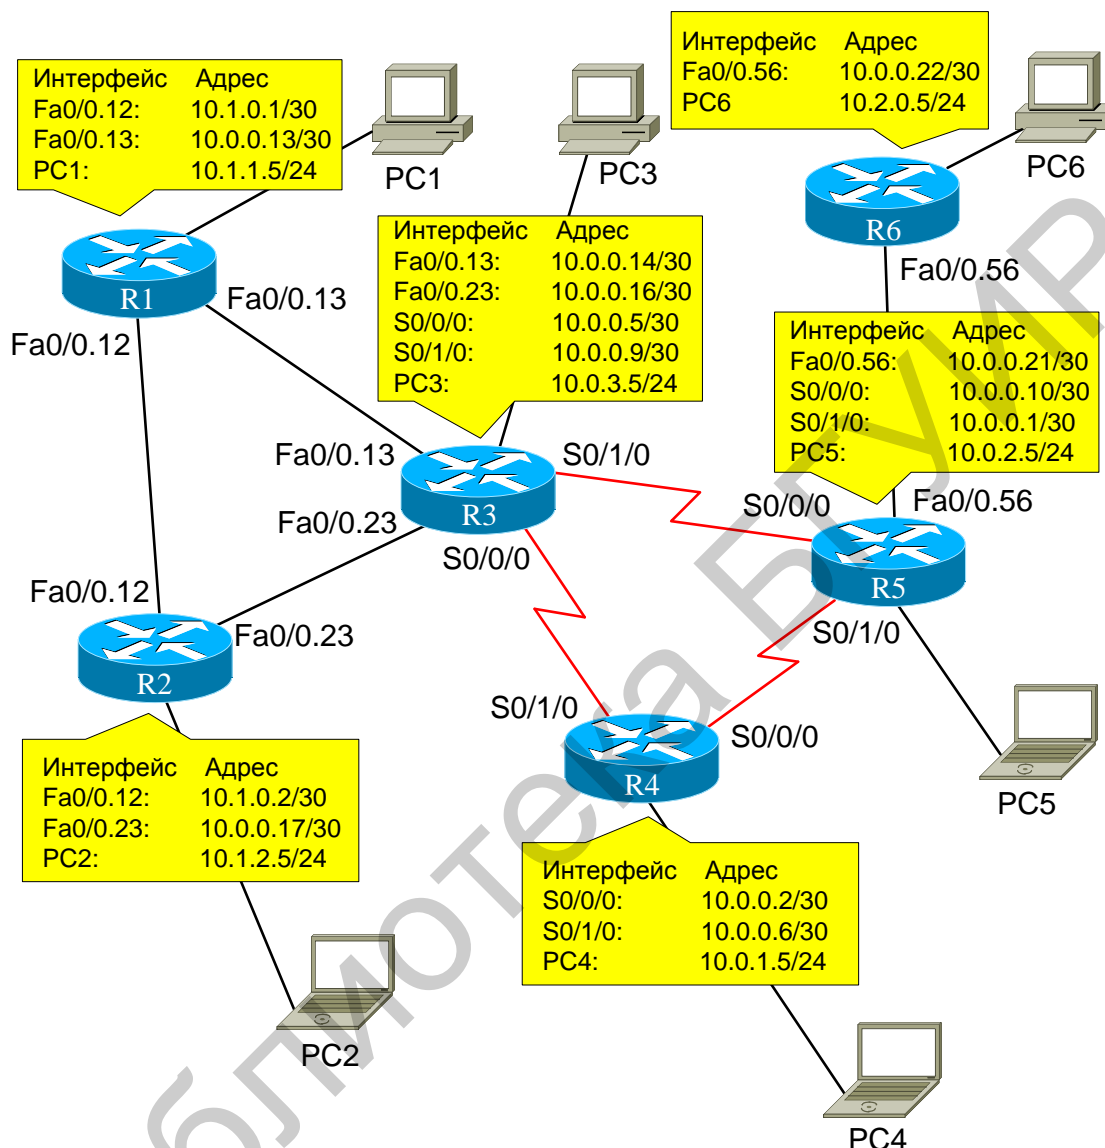 Интерфейс Адрес
Fa0/0.12: 10.1.0.1/30
Fa0/0.13: 10.0.0.13/30
PC1: 10.1.1.5/24
PC1
PC3
Интерфейс Адрес
Fa0/0.56: 10.0.0.22/30
PC6 10.2.0.5/24
PC6
R6
Fa0/0.56
R1
Fa0/0.13
Fa0/0.12
Интерфейс Адрес
Fa0/0.13: 10.0.0.14/30
Fa0/0.23: 10.0.0.16/30
S0/0/0: 10.0.0.5/30
S0/1/0: 10.0.0.9/30
PC3: 10.0.3.5/24
Интерфейс Адрес
Fa0/0.56: 10.0.0.21/30
S0/0/0: 10.0.0.10/30
S0/1/0: 10.0.0.1/30
PC5: 10.0.2.5/24
Fa0/0.13
S0/1/0
R3
Fa0/0.23
S0/0/0
S0/0/0
Fa0/0.56
R5
S0/1/0
Fa0/0.12
Fa0/0.23
R2
S0/1/0
S0/0/0
R4
PC5
Интерфейс Адрес
Fa0/0.12: 10.1.0.2/30
Fa0/0.23: 10.0.0.17/30
PC2: 10.1.2.5/24
Интерфейс Адрес
S0/0/0: 10.0.0.2/30
S0/1/0: 10.0.0.6/30
PC4: 10.0.1.5/24
PC2
PC4
блиотека БГУИР